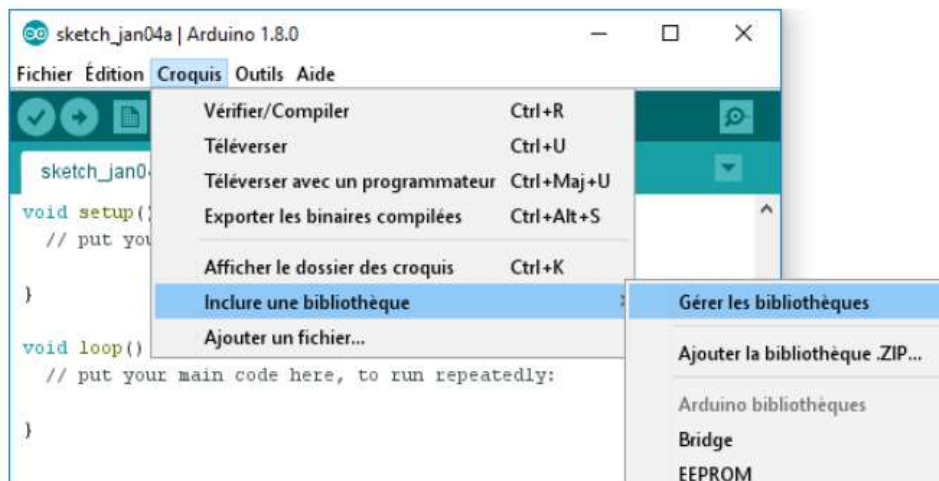 sketch_jan04a | Arduino 1.8.0
Fichier Édition Croquis Outils Aide
Vérifier/Compiler Ctrl+R
Téléverser Ctrl+U
Téléverser avec un programmateur Ctrl+Maj+U
Exporter les binaires compilées Ctrl+Alt+S
Afficher le dossier des croquis Ctrl+K
Inclure une bibliothèque
Ajouter un fichier...
Gérer les bibliothèques
Ajouter la bibliothèque .ZIP...
Arduino bibliothèques
Bridge
EEPROM
sketch_jan0
void setup()
// put you
}
void loop()
// put your main code here, to run repeatedly:
}